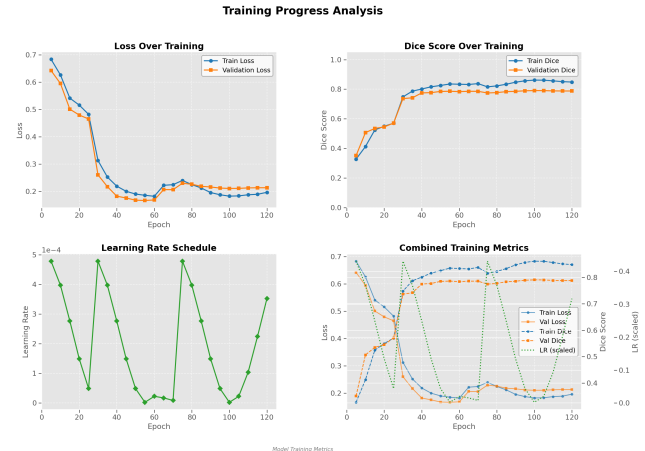 Training Progress Analysis
Loss Over Training
0.7
0.6
0.5
0.4
0.3
0.2
Loss
0
20
40
60
80
100
120
Epoch
Train Loss
Validation Loss
Dice Score Over Training
1.0
0.8
0.6
0.4
0.2
0.0
Dice Score
0
20
40
60
80
100
120
Epoch
Train Dice
Validation Dice
Learning Rate Schedule
1e−4
5
4
3
2
1
0
Learning Rate
0
20
40
60
80
100
120
Epoch
Combined Training Metrics
0.7
0.6
0.5
0.4
0.3
0.2
Loss
0
20
40
60
80
100
120
Epoch
Train Loss
Val Loss
Train Dice
Val Dice
LR (scaled)
0.8
0.7
0.6
0.5
0.4
Dice Score
0.4
0.3
0.2
0.1
0.0
LR (scaled)
Model Training Metrics